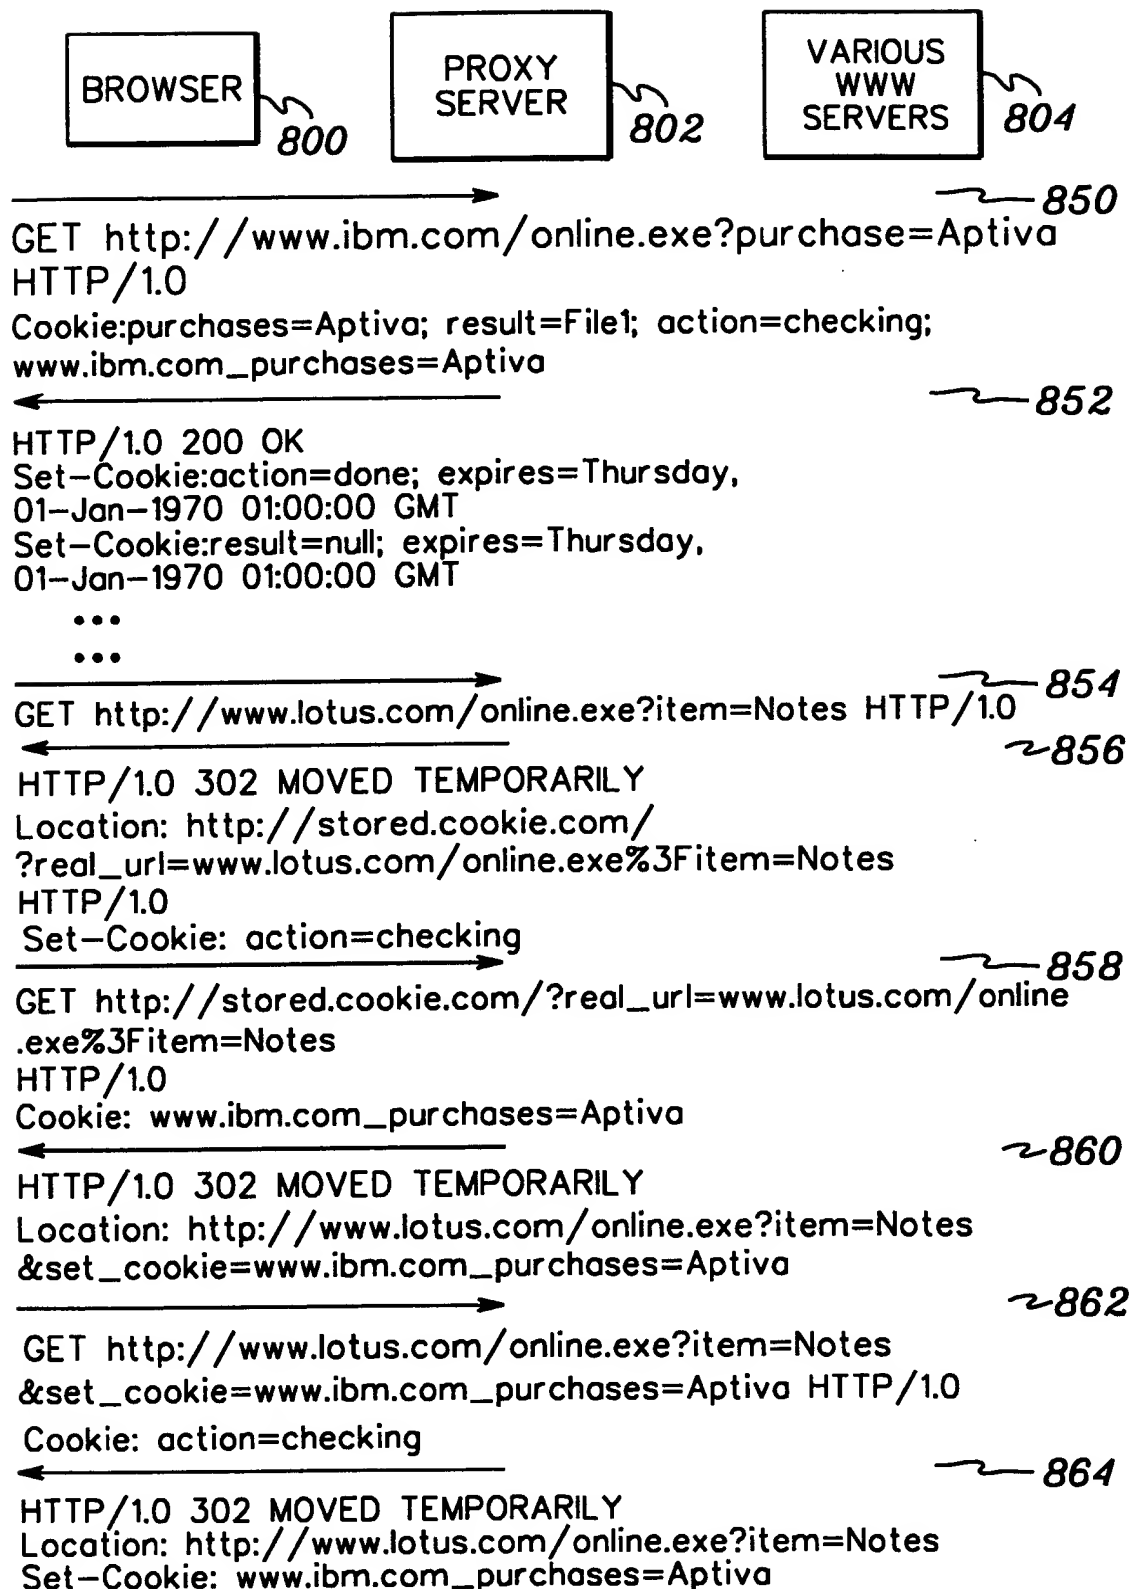 BROWSER
800
PROXY
SERVER
802
VARIOUS
WWW
SERVERS
804
850
GET http://www.ibm.com/online.exe?purchase=Aptiva
HTTP/1.0
Cookie:purchases=Aptiva; result=File1; action=checking;
www.ibm.com_purchases=Aptiva
852
HTTP/1.0 200 OK
Set-Cookie:action=done; expires=Thursday,
01-Jan-1970 01:00:00 GMT
Set-Cookie:result=null; expires=Thursday,
01-Jan-1970 01:00:00 GMT
...
...
854
GET http://www.lotus.com/online.exe?item=Notes HTTP/1.0
856
HTTP/1.0 302 MOVED TEMPORARILY
Location: http://stored.cookie.com/
?real_url=www.lotus.com/online.exe%3Fitem=Notes
HTTP/1.0
Set-Cookie: action=checking
858
GET http://stored.cookie.com/?real_url=www.lotus.com/online
.exe%3Fitem=Notes
HTTP/1.0
Cookie: www.ibm.com_purchases=Aptiva
860
HTTP/1.0 302 MOVED TEMPORARILY
Location: http://www.lotus.com/online.exe?item=Notes
&set_cookie=www.ibm.com_purchases=Aptiva
862
GET http://www.lotus.com/online.exe?item=Notes
&set_cookie=www.ibm.com_purchases=Aptiva HTTP/1.0
Cookie: action=checking
864
HTTP/1.0 302 MOVED TEMPORARILY
Location: http://www.lotus.com/online.exe?item=Notes
Set-Cookie: www.ibm.com_purchases=Aptiva